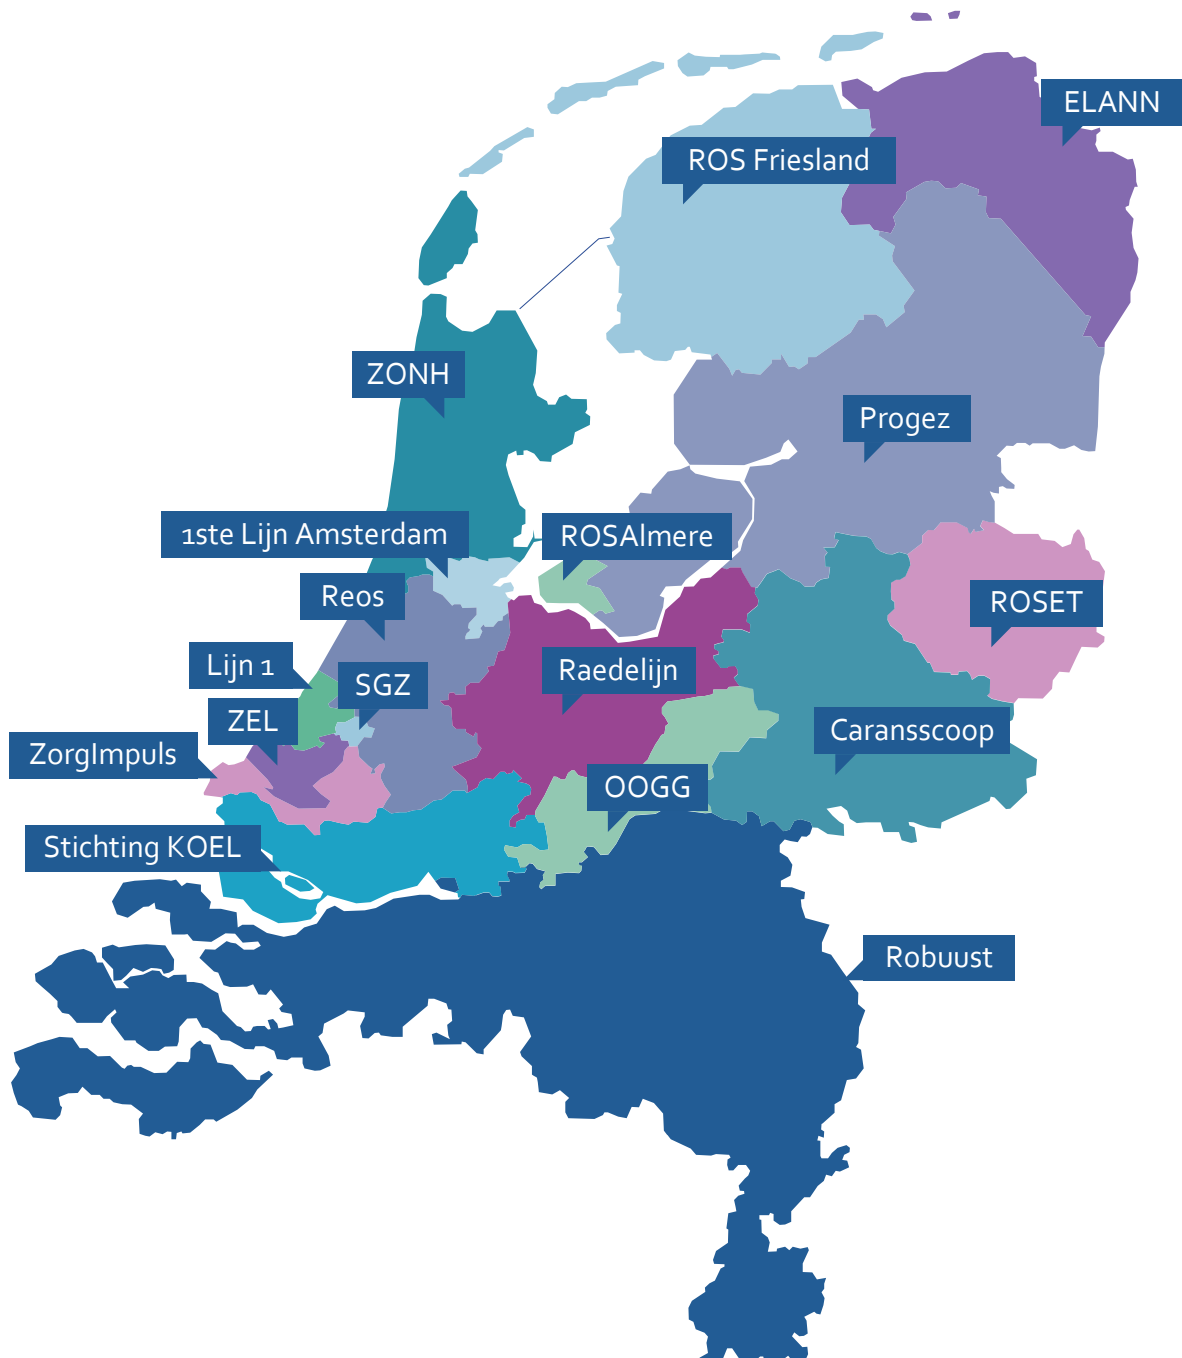 ELANN
ROS Friesland
ZONH
Progez
1ste Lijn Amsterdam
ROSAlmere
Reos
ROSET
Lijn 1
SGZ
Raedelijn
ZEL
Caransscoop
ZorgImpuls
OOGG
Stichting KOEL
Robuust